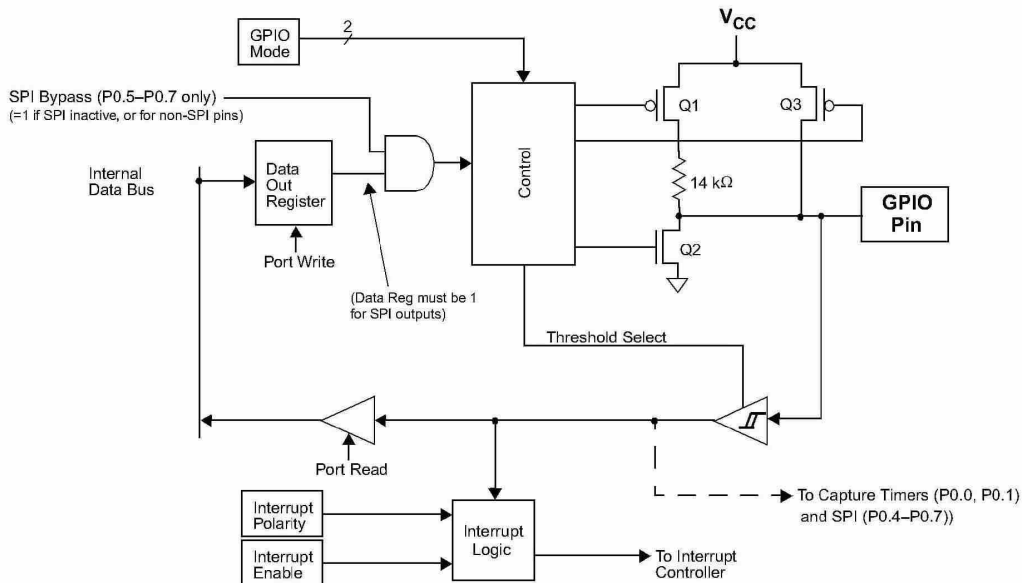 GPIO
Mode
2
VCC
SPI Bypass (P0.5–P0.7 only)
(=1 if SPI inactive, or for non-SPI pins)
Q1
Q3
Internal
Data Bus
Data
Out
Register
Control
14 kΩ
GPIO
Pin
Port Write
Q2
(Data Reg must be 1
for SPI outputs)
Threshold Select
Port Read
To Capture Timers (P0.0, P0.1)
and SPI (P0.4–P0.7))
Interrupt
Polarity
Interrupt
Logic
Interrupt
Enable
To Interrupt
Controller